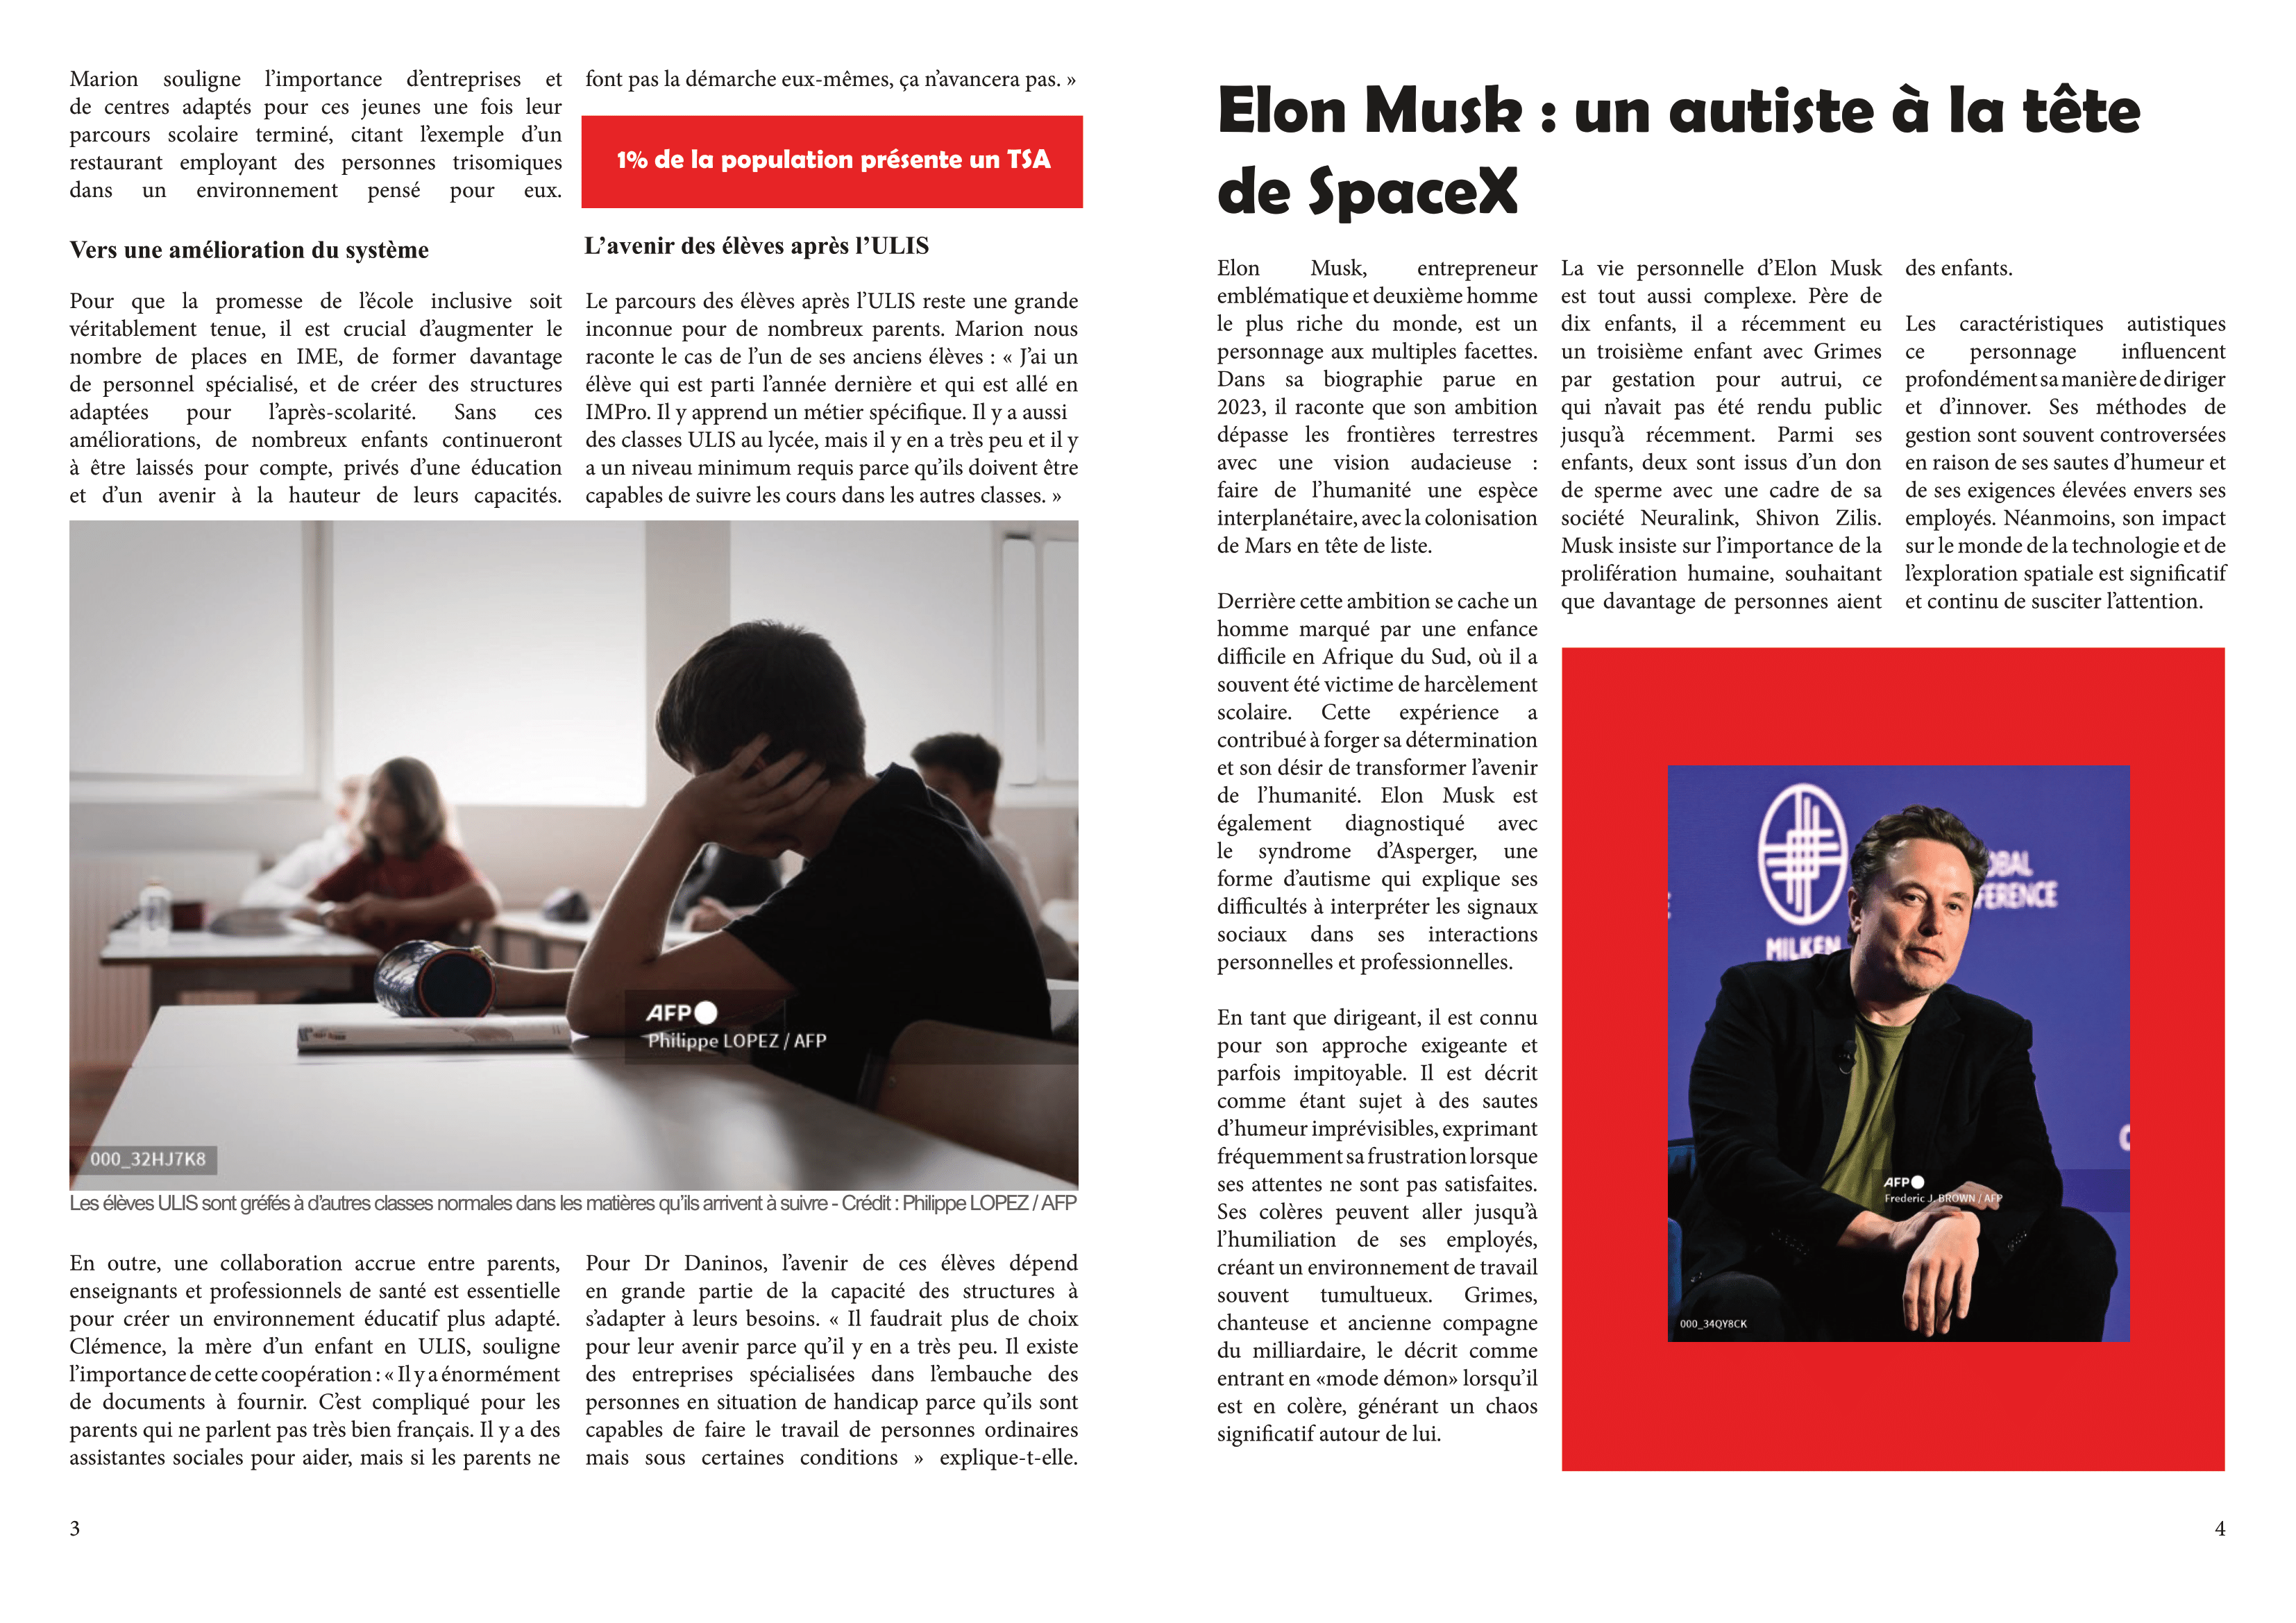 Marion souligne l’importance d’entreprises et
de centres adaptés pour ces jeunes une fois leur
parcours scolaire terminé, citant l’exemple d’un
restaurant employant des personnes trisomiques
dans un environnement pensé pour eux.
Vers une amélioration du système
Pour que la promesse de l’école inclusive soit
véritablement tenue, il est crucial d’augmenter le
nombre de places en IME, de former davantage
de personnel spécialisé, et de créer des structures
adaptées pour l’après-scolarité. Sans ces
améliorations, de nombreux enfants continueront
à être laissés pour compte, privés d’une éducation
et d’un avenir à la hauteur de leurs capacités.
En outre, une collaboration accrue entre parents,
enseignants et professionnels de santé est essentielle
pour créer un environnement éducatif plus adapté.
Clémence, la mère d’un enfant en ULIS, souligne
l’importance de cette coopération : « Il y a énormément
de documents à fournir. C’est compliqué pour les
parents qui ne parlent pas très bien français. Il y a des
assistantes sociales pour aider, mais si les parents ne
font pas la démarche eux-mêmes, ça n’avancera pas. »
1% de la population présente un TSA
L’avenir des élèves après l’ULIS
Le parcours des élèves après l’ULIS reste une grande
inconnue pour de nombreux parents. Marion nous
raconte le cas de l’un de ses anciens élèves : « J’ai un
élève qui est parti l’année dernière et qui est allé en
IMPro. Il y apprend un métier spécifique. Il y a aussi
des classes ULIS au lycée, mais il y en a très peu et il y
a un niveau minimum requis parce qu’ils doivent être
capables de suivre les cours dans les autres classes. »
AFP
Philippe LOPEZ / AFP
000_32HJ7K8
Les élèves ULIS sont gréfés à d’autres classes normales dans les matières qu’ils arrivent à suivre - Crédit : Philippe LOPEZ / AFP
Pour Dr Daninos, l’avenir de ces élèves dépend
en grande partie de la capacité des structures à
s’adapter à leurs besoins. « Il faudrait plus de choix
pour leur avenir parce qu’il y en a très peu. Il existe
des entreprises spécialisées dans l’embauche des
personnes en situation de handicap parce qu’ils sont
capables de faire le travail de personnes ordinaires
mais sous certaines conditions » explique-t-elle.
3
Elon Musk : un autiste à la tête
de SpaceX
Elon Musk, entrepreneur
emblématique et deuxième homme
le plus riche du monde, est un
personnage aux multiples facettes.
Dans sa biographie parue en
2023, il raconte que son ambition
dépasse les frontières terrestres
avec une vision audacieuse :
faire de l’humanité une espèce
interplanétaire, avec la colonisation
de Mars en tête de liste.
Derrière cette ambition se cache un
homme marqué par une enfance
difficile en Afrique du Sud, où il a
souvent été victime de harcèlement
scolaire. Cette expérience a
contribué à forger sa détermination
et son désir de transformer l’avenir
de l’humanité. Elon Musk est
également diagnostiqué avec
le syndrome d’Asperger, une
forme d’autisme qui explique ses
difficultés à interpréter les signaux
sociaux dans ses interactions
personnelles et professionnelles.
En tant que dirigeant, il est connu
pour son approche exigeante et
parfois impitoyable. Il est décrit
comme étant sujet à des sautes
d’humeur imprévisibles, exprimant
fréquemment sa frustration lorsque
ses attentes ne sont pas satisfaites.
Ses colères peuvent aller jusqu’à
l’humiliation de ses employés,
créant un environnement de travail
souvent tumultueux. Grimes,
chanteuse et ancienne compagne
du milliardaire, le décrit comme
entrant en «mode démon» lorsqu’il
est en colère, générant un chaos
significatif autour de lui.
La vie personnelle d’Elon Musk
est tout aussi complexe. Père de
dix enfants, il a récemment eu
un troisième enfant avec Grimes
par gestation pour autrui, ce
qui n’avait pas été rendu public
jusqu’à récemment. Parmi ses
enfants, deux sont issus d’un don
de sperme avec une cadre de sa
société Neuralink, Shivon Zilis.
Musk insiste sur l’importance de la
prolifération humaine, souhaitant
que davantage de personnes aient
des enfants.
Les caractéristiques autistiques
ce personnage influencent
profondément sa manière de diriger
et d’innover. Ses méthodes de
gestion sont souvent controversées
en raison de ses sautes d’humeur et
de ses exigences élevées envers ses
employés. Néanmoins, son impact
sur le monde de la technologie et de
l’exploration spatiale est significatif
et continu de susciter l’attention.
OBAL
FERENCE
MILKEN
AFP
Frederic J. BROWN / AFP
000_34QY8CK
4